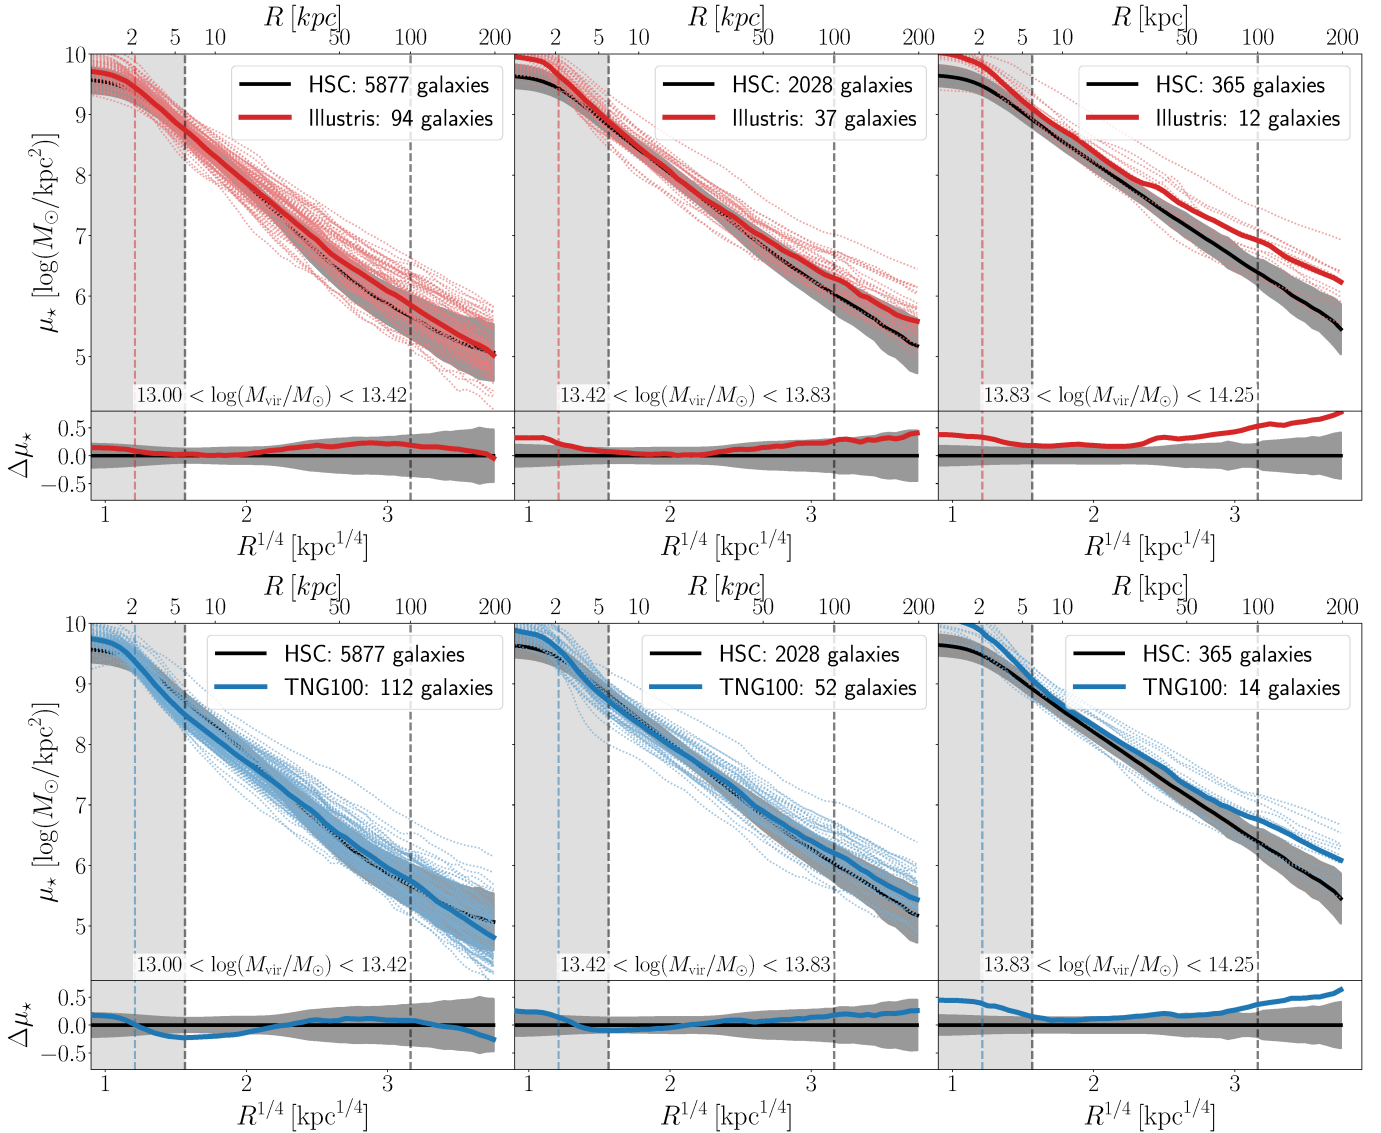 R [kpc] R [kpc] R [kpc]
2 5 10 50 100 200 2 5 10 50 100 200 2 5 10 50 100 200
10
9
8
7
6
5
μ⋆ [log(M⊙/kpc²)]
HSC: 5877 galaxies
Illustris: 94 galaxies
HSC: 2028 galaxies
Illustris: 37 galaxies
HSC: 365 galaxies
Illustris: 12 galaxies
13.00 < log(Mvir/M⊙) < 13.42
13.42 < log(Mvir/M⊙) < 13.83
13.83 < log(Mvir/M⊙) < 14.25
Δμ⋆
0.5
0.0
−0.5
1 2 3 1 2 3 1 2 3
R^1/4 [kpc^1/4] R^1/4 [kpc^1/4] R^1/4 [kpc^1/4]
R [kpc] R [kpc] R [kpc]
2 5 10 50 100 200 2 5 10 50 100 200 2 5 10 50 100 200
10
9
8
7
6
5
μ⋆ [log(M⊙/kpc²)]
HSC: 5877 galaxies
TNG100: 112 galaxies
HSC: 2028 galaxies
TNG100: 52 galaxies
HSC: 365 galaxies
TNG100: 14 galaxies
13.00 < log(Mvir/M⊙) < 13.42
13.42 < log(Mvir/M⊙) < 13.83
13.83 < log(Mvir/M⊙) < 14.25
Δμ⋆
0.5
0.0
−0.5
1 2 3 1 2 3 1 2 3
R^1/4 [kpc^1/4] R^1/4 [kpc^1/4] R^1/4 [kpc^1/4]